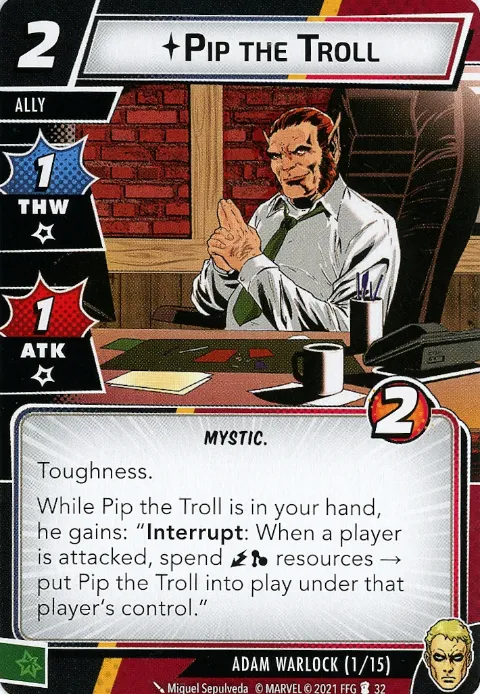 2
PIP THE TROLL
ALLY
1
THW
1
ATK
2
MYSTIC.
Toughness.
While Pip the Troll is in your hand,
he gains: “Interrupt: When a player
is attacked, spend resources →
put Pip the Troll into play under that
player’s control.”
ADAM WARLOCK (1/15)
Miguel Sepulveda © MARVEL © 2021 FFG 32